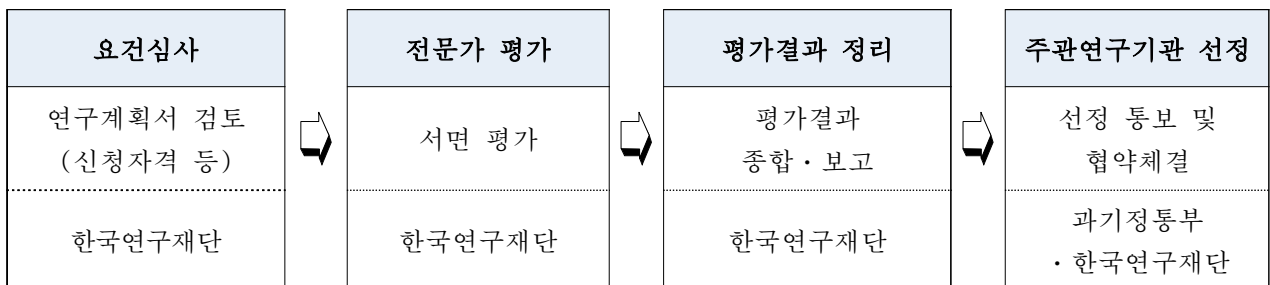 요건심사
연구계획서 검토
(신청자격 등)
한국연구재단
전문가 평가
서면 평가
한국연구재단
평가결과 정리
평가결과
종합・보고
한국연구재단
주관연구기관 선정
선정 통보 및
협약체결
과기정통부
・한국연구재단